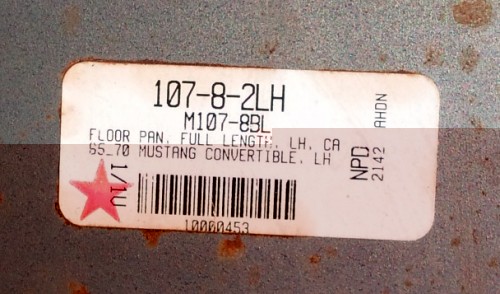 107-8-2LH
M107-8BL
FLOOR PAN, FULL LENGTH, LH, CA
65-70 MUSTANG CONVERTIBLE, LH
1/1U
10000453
NPD
2142
AHDN